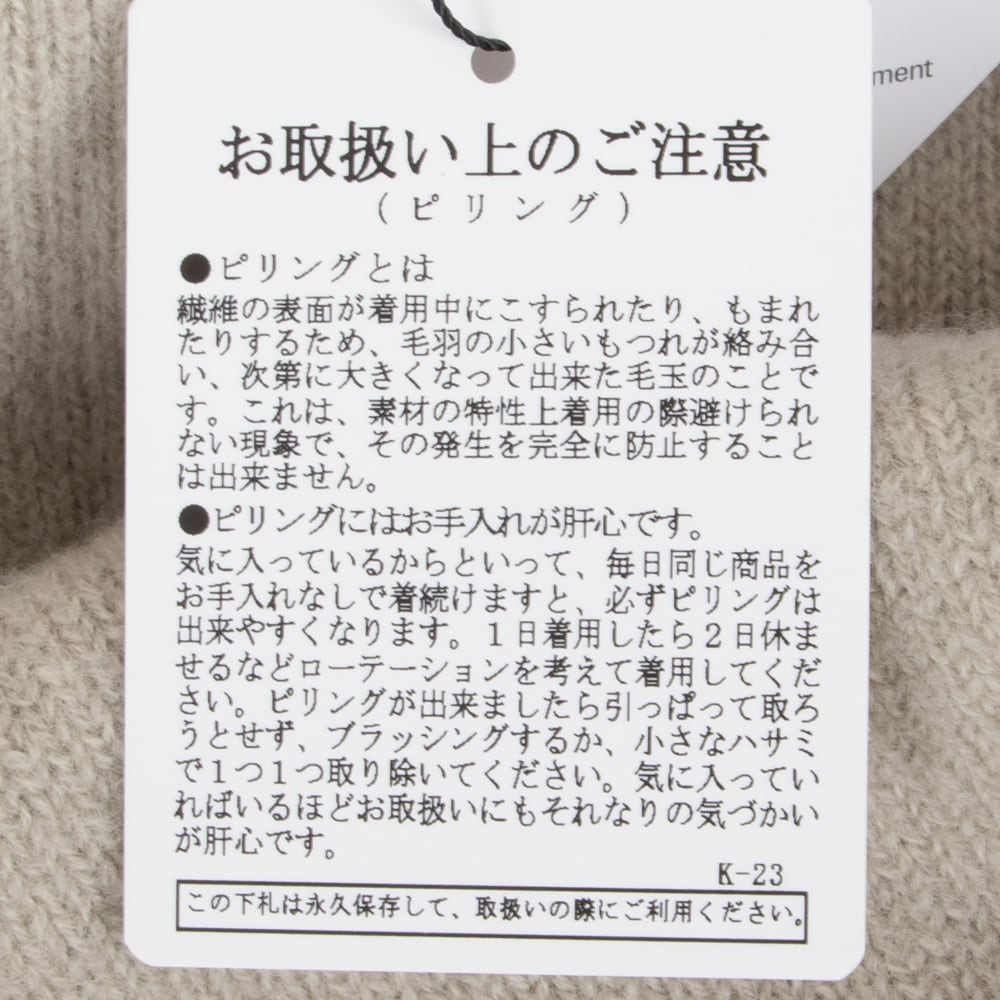 ment
お取扱い上のご注意
(ピリング)
●ピリングとは
繊維の表面が着用中にこすられたり、もまれ
たりするため、毛羽の小さいもつれが絡み合
い、次第に大きくなって出来た毛玉のことで
す。これは、素材の特性上着用の際避けられ
ない現象で、その発生を完全に防止すること
は出来ません。
●ピリングにはお手入れが肝心です。
気に入っているからといって、毎日同じ商品を
お手入れなしで着続けますと、必ずピリングは
出来やすくなります。1日着用したら2日休ま
せるなどローテーションを考えて着用してくだ
さい。ピリングが出来ましたら引っぱって取ろ
うとせず、ブラッシングするか、小さなハサミ
で1つ1つ取り除いてください。気に入ってい
ればいるほどお取扱いにもそれなりの気づかい
が肝心です。
K-23
この下札は永久保存して、取扱いの際にご利用ください。